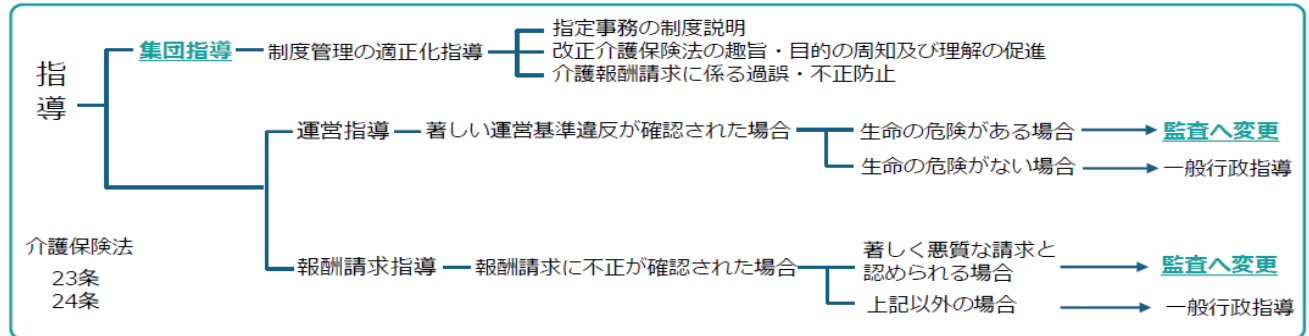 指導
集団指導
制度管理の適正化指導
指定事務の制度説明
改正介護保険法の趣旨・目的の周知及び理解の促進
介護報酬請求に係る過誤・不正防止
運営指導
著しい運営基準違反が確認された場合
生命の危険がある場合
監査へ変更
生命の危険がない場合
一般行政指導
介護保険法
23条
24条
報酬請求指導
報酬請求に不正が確認された場合
著しく悪質な請求と
認められる場合
監査へ変更
上記以外の場合
一般行政指導